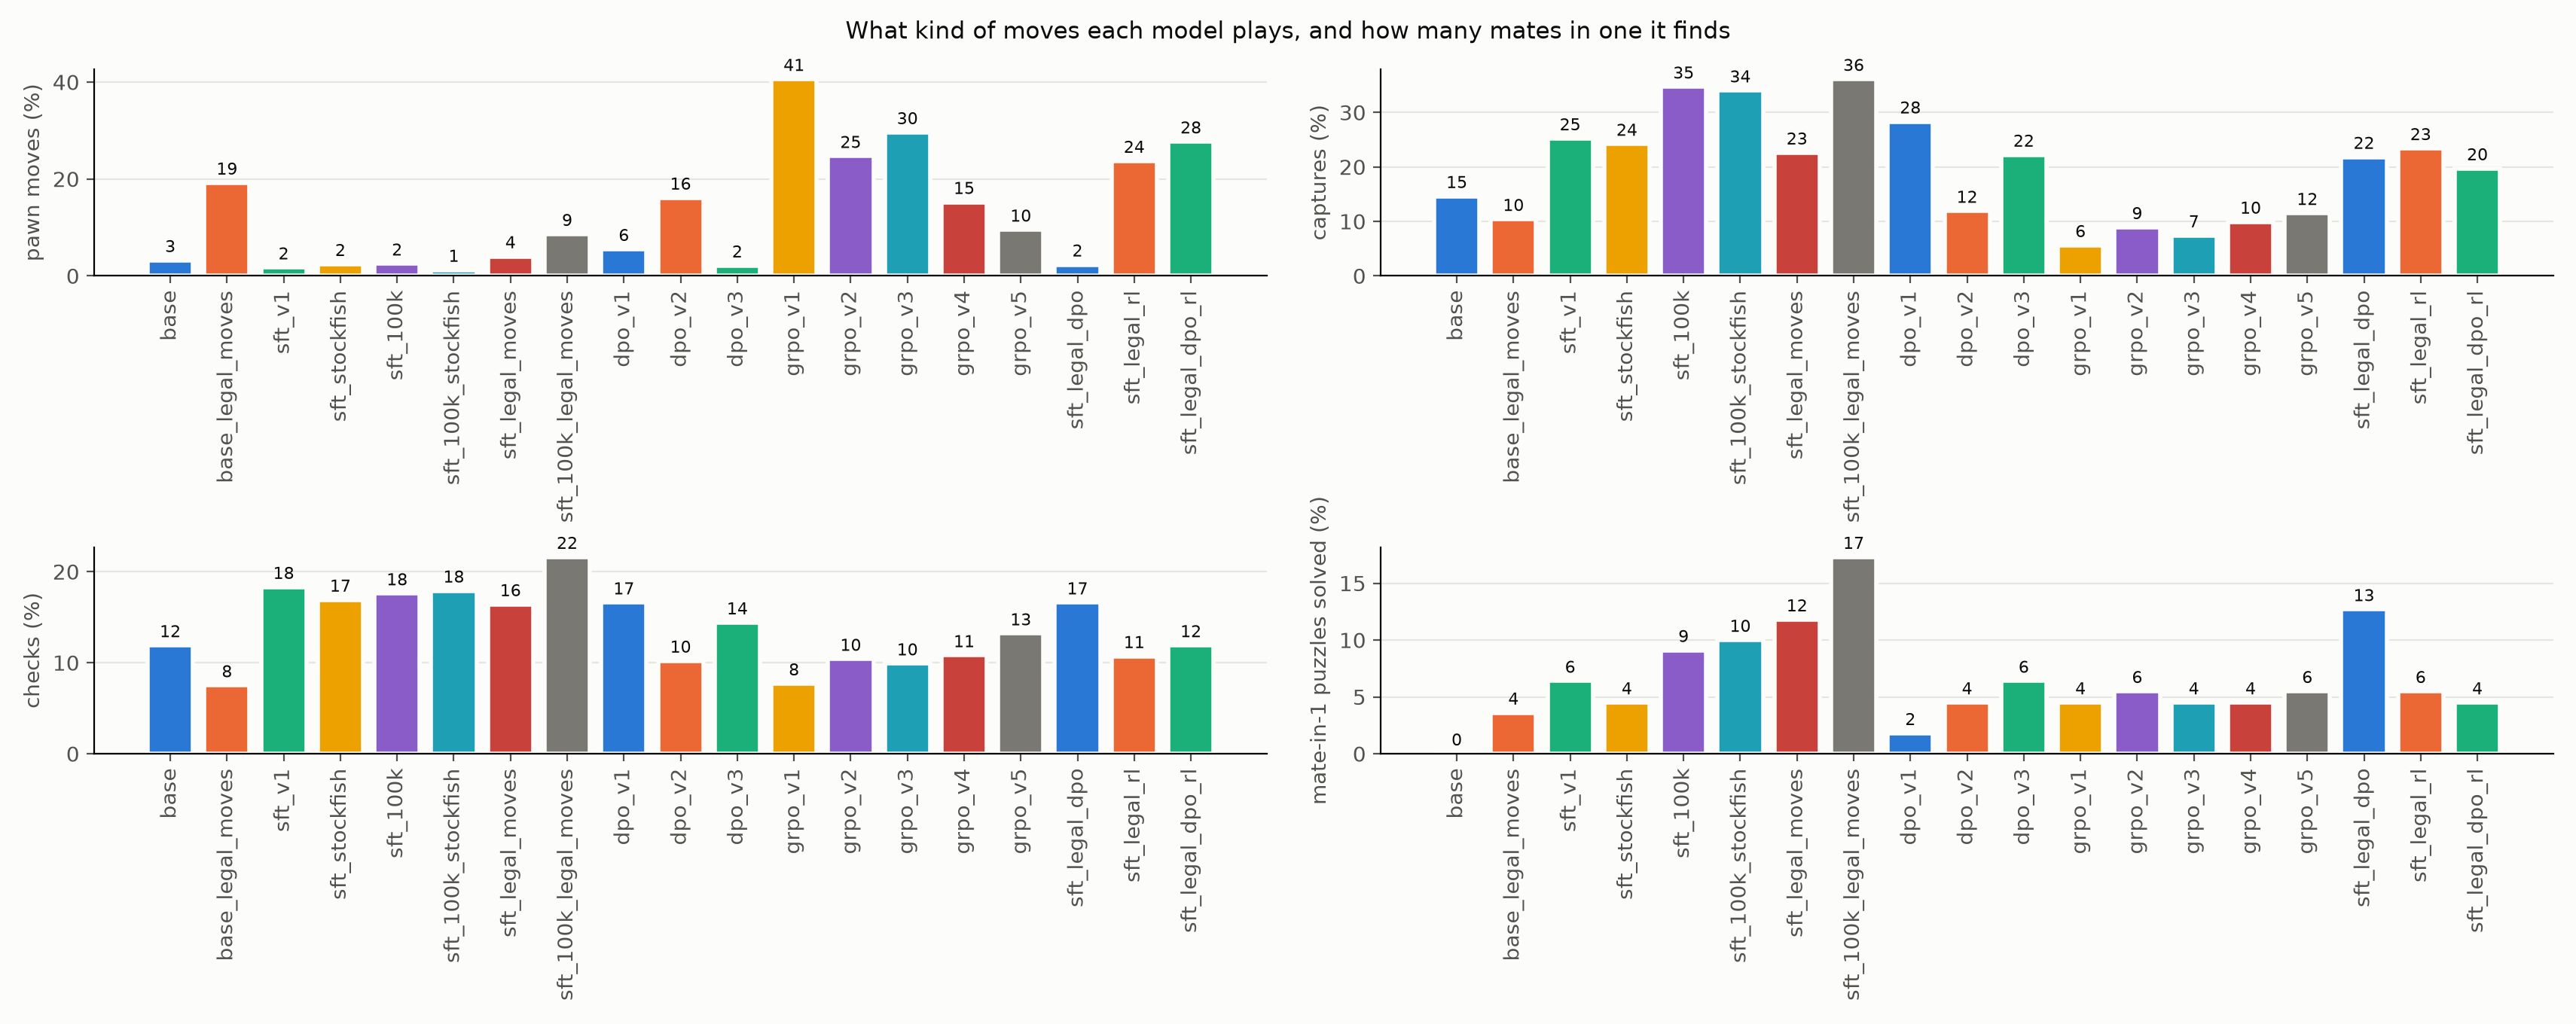 What kind of moves each model plays, and how many mates in one it finds
pawn moves (%)
40
20
0
3
19
2
2
2
1
4
9
6
16
2
41
25
30
15
10
2
24
28
base
base_legal_moves
sft_v1
sft_stockfish
sft_100k
sft_100k_stockfish
sft_legal_moves
sft_100k_legal_moves
dpo_v1
dpo_v2
dpo_v3
grpo_v1
grpo_v2
grpo_v3
grpo_v4
grpo_v5
sft_legal_dpo
sft_legal_rl
sft_legal_dpo_rl
captures (%)
30
20
10
0
15
10
25
24
35
34
23
36
28
12
22
6
9
7
10
12
22
23
20
base
base_legal_moves
sft_v1
sft_stockfish
sft_100k
sft_100k_stockfish
sft_legal_moves
sft_100k_legal_moves
dpo_v1
dpo_v2
dpo_v3
grpo_v1
grpo_v2
grpo_v3
grpo_v4
grpo_v5
sft_legal_dpo
sft_legal_rl
sft_legal_dpo_rl
checks (%)
20
10
0
12
8
18
17
18
18
16
22
17
10
14
8
10
10
11
13
17
11
12
base
base_legal_moves
sft_v1
sft_stockfish
sft_100k
sft_100k_stockfish
sft_legal_moves
sft_100k_legal_moves
dpo_v1
dpo_v2
dpo_v3
grpo_v1
grpo_v2
grpo_v3
grpo_v4
grpo_v5
sft_legal_dpo
sft_legal_rl
sft_legal_dpo_rl
mate-in-1 puzzles solved (%)
15
10
5
0
0
4
6
4
9
10
12
17
2
4
6
4
6
4
4
6
13
6
4
base
base_legal_moves
sft_v1
sft_stockfish
sft_100k
sft_100k_stockfish
sft_legal_moves
sft_100k_legal_moves
dpo_v1
dpo_v2
dpo_v3
grpo_v1
grpo_v2
grpo_v3
grpo_v4
grpo_v5
sft_legal_dpo
sft_legal_rl
sft_legal_dpo_rl